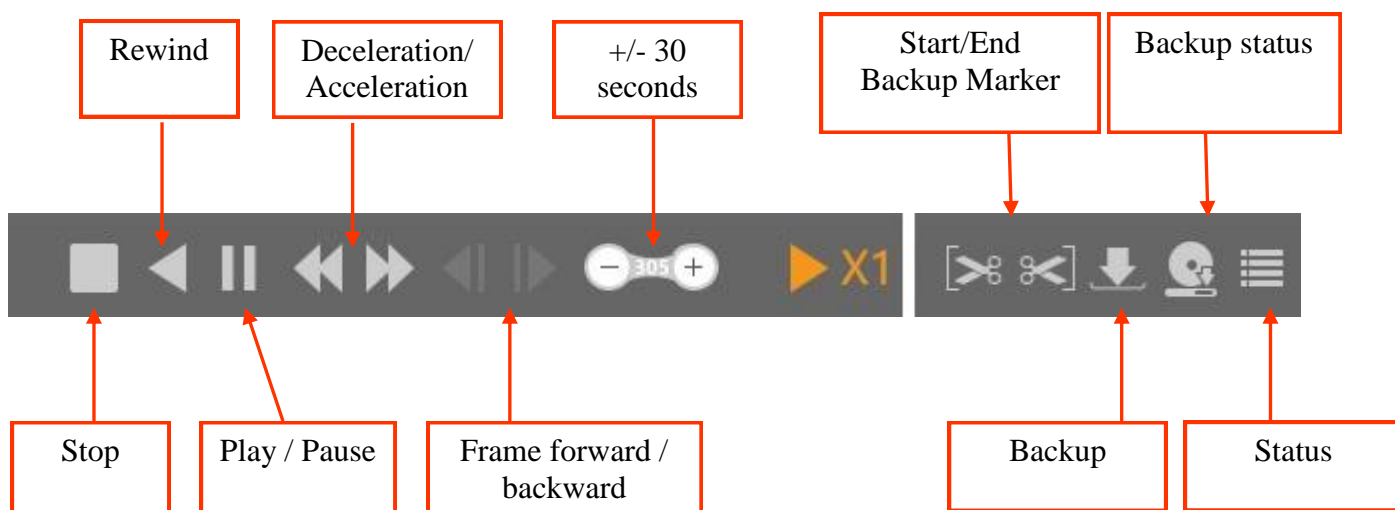 Rewind
Deceleration/
Acceleration
+/- 30
seconds
Start/End
Backup Marker
Backup status
30S
X1
Stop
Play / Pause
Frame forward /
backward
Backup
Status